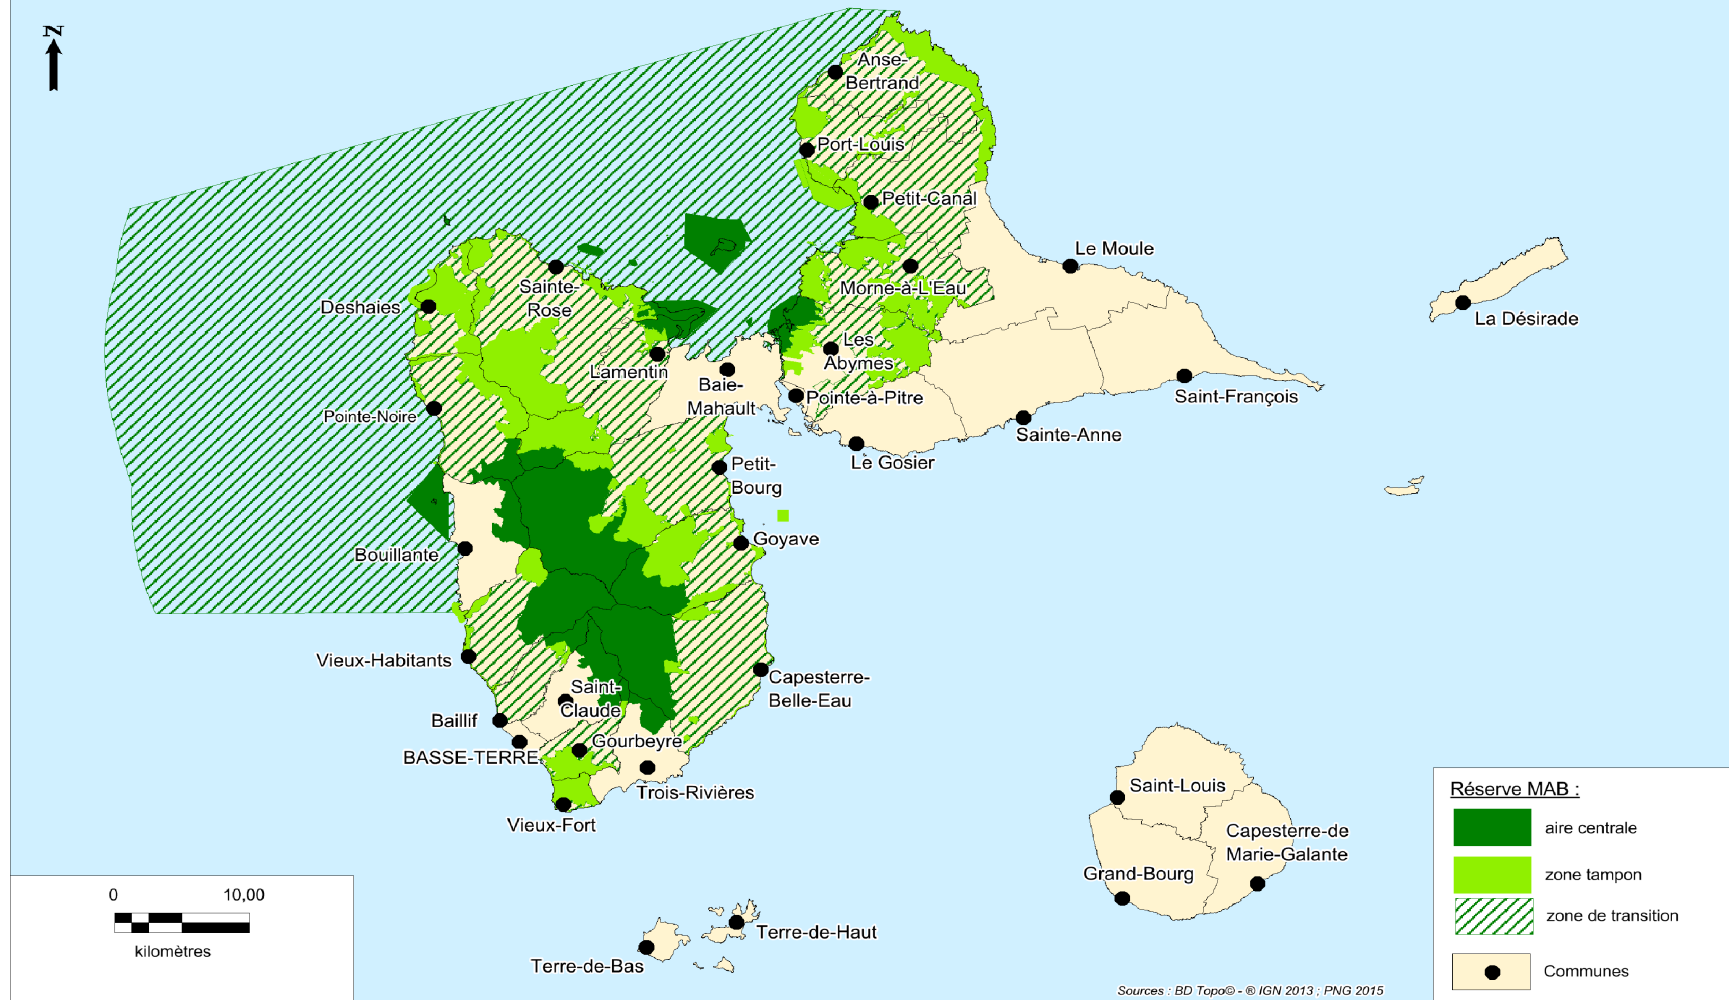 N
Anse-
Bertrand
Port-Louis
Petit-Canal
Le Moule
Morne-à-L'Eau
Sainte-
Rose
Deshaies
La Désirade
Les
Abymes
Lamentin
Baie-
Mahault
Pointe-à-Pitre
Saint-François
Pointe-Noire
Sainte-Anne
Le Gosier
Petit-
Bourg
Goyave
Bouillante
Vieux-Habitants
Capesterre-
Belle-Eau
Saint-
Claude
Baillif
Gourbeyre
BASSE-TERRE
Trois-Rivières
Vieux-Fort
Saint-Louis
Capesterre-de
Marie-Galante
Grand-Bourg
Terre-de-Haut
Terre-de-Bas
0 10,00
kilomètres
Réserve MAB :
aire centrale
zone tampon
zone de transition
Communes
Sources : BD Topo© - ® IGN 2013 ; PNG 2015